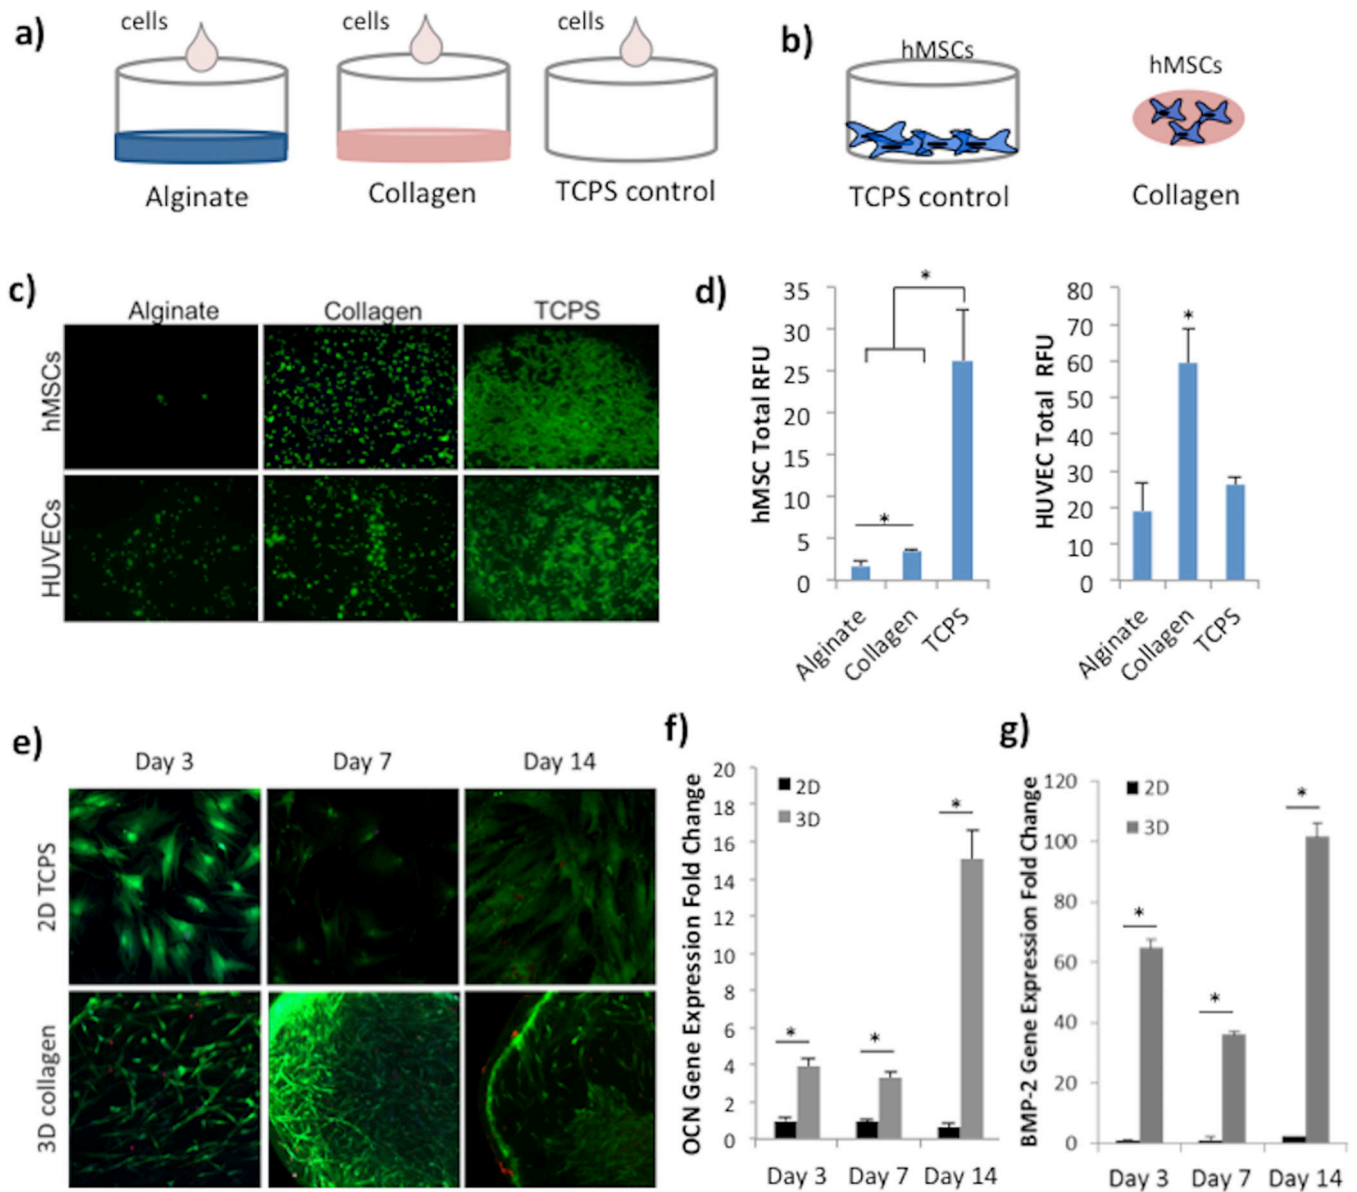 a)
cells
cells
cells
Alginate
Collagen
TCPS control
b)
hMSCs
hMSCs
TCPS control
Collagen
c)
Alginate
Collagen
TCPS
hMSCs
HUVECs
d)
hMSC Total RFU
35
30
25
20
15
10
5
0
*
*
Alginate
Collagen
TCPS
HUVEC Total RFU
80
70
60
50
40
30
20
10
0
*
Alginate
Collagen
TCPS
e)
Day 3
Day 7
Day 14
2D TCPS
3D collagen
f)
OCN Gene Expression Fold Change
20
18
16
14
12
10
8
6
4
2
0
2D
3D
*
*
*
Day 3
Day 7
Day 14
g)
BMP-2 Gene Expression Fold Change
120
100
80
60
40
20
0
2D
3D
*
*
*
Day 3
Day 7
Day 14